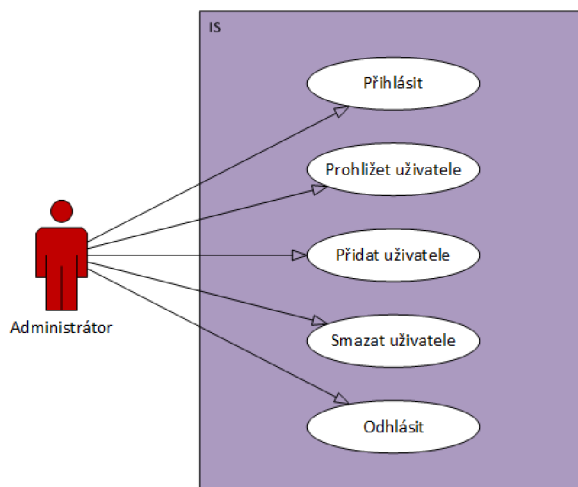 IS
Přihlásit
Prohlížet uživatele
Přidat uživatele
Smazat uživatele
Odhlásit
Administrátor